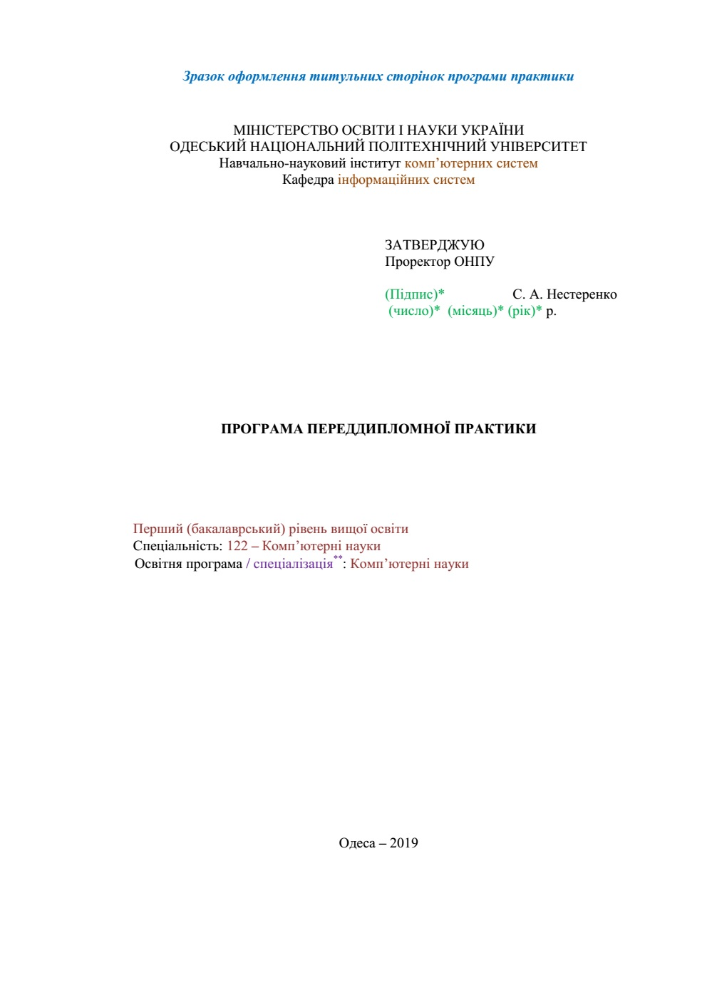 Зразок оформлення титульних сторінок програми практики
МІНІСТЕРСТВО ОСВІТИ І НАУКИ УКРАЇНИ
ОДЕСЬКИЙ НАЦІОНАЛЬНИЙ ПОЛІТЕХНІЧНИЙ УНІВЕРСИТЕТ
Навчально-науковий інститут комп’ютерних систем
Кафедра інформаційних систем
ЗАТВЕРДЖУЮ
Проректор ОНПУ
(Підпис)* С. А. Нестеренко
(число)* (місяць)* (рік)* р.
ПРОГРАМА ПЕРЕДДИПЛОМНОЇ ПРАКТИКИ
Перший (бакалаврський) рівень вищої освіти
Спеціальність: 122 – Комп’ютерні науки
Освітня програма / спеціалізація**: Комп’ютерні науки
Одеса – 2019